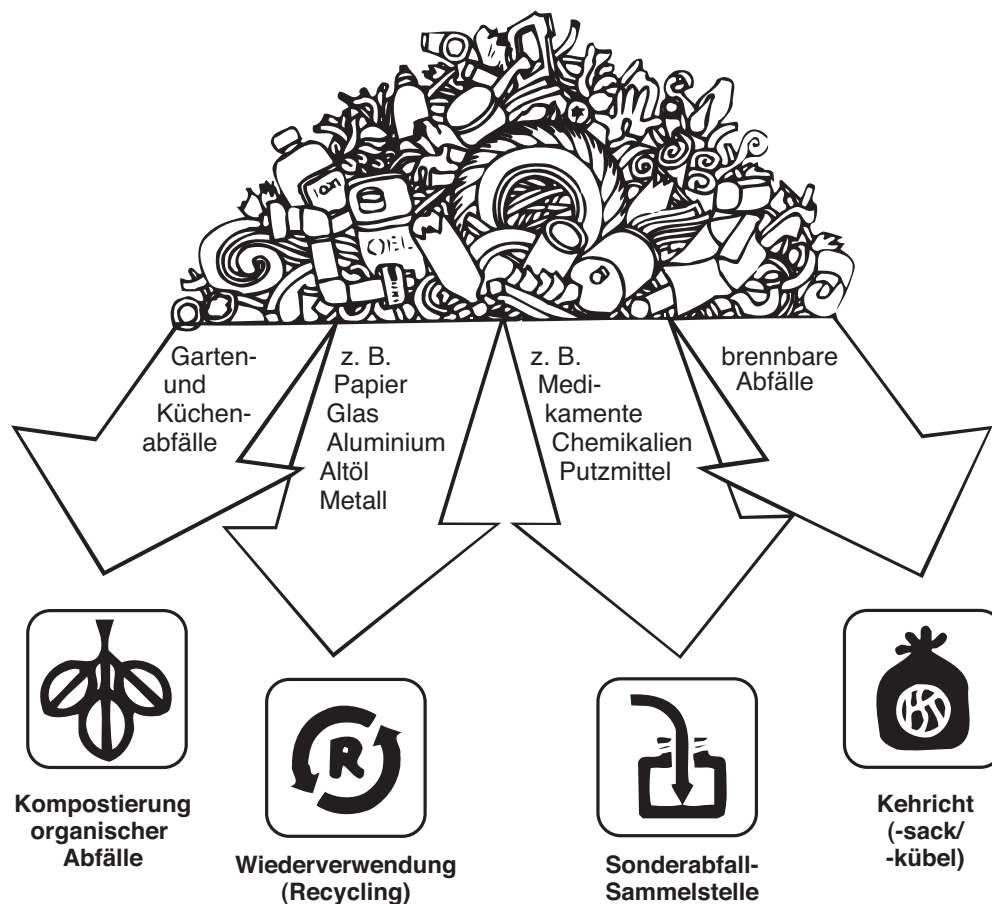 OEL
Garten-
und
Küchen-
abfälle
z. B.
Papier
Glas
Aluminium
Altöl
Metall
z. B.
Medi-
kamente
Chemikalien
Putzmittel
brennbare
Abfälle
Kompostierung
organischer
Abfälle
R
Wiederverwendung
(Recycling)
Sonderabfall-
Sammelstelle
Kehricht
(-sack/
-kübel)